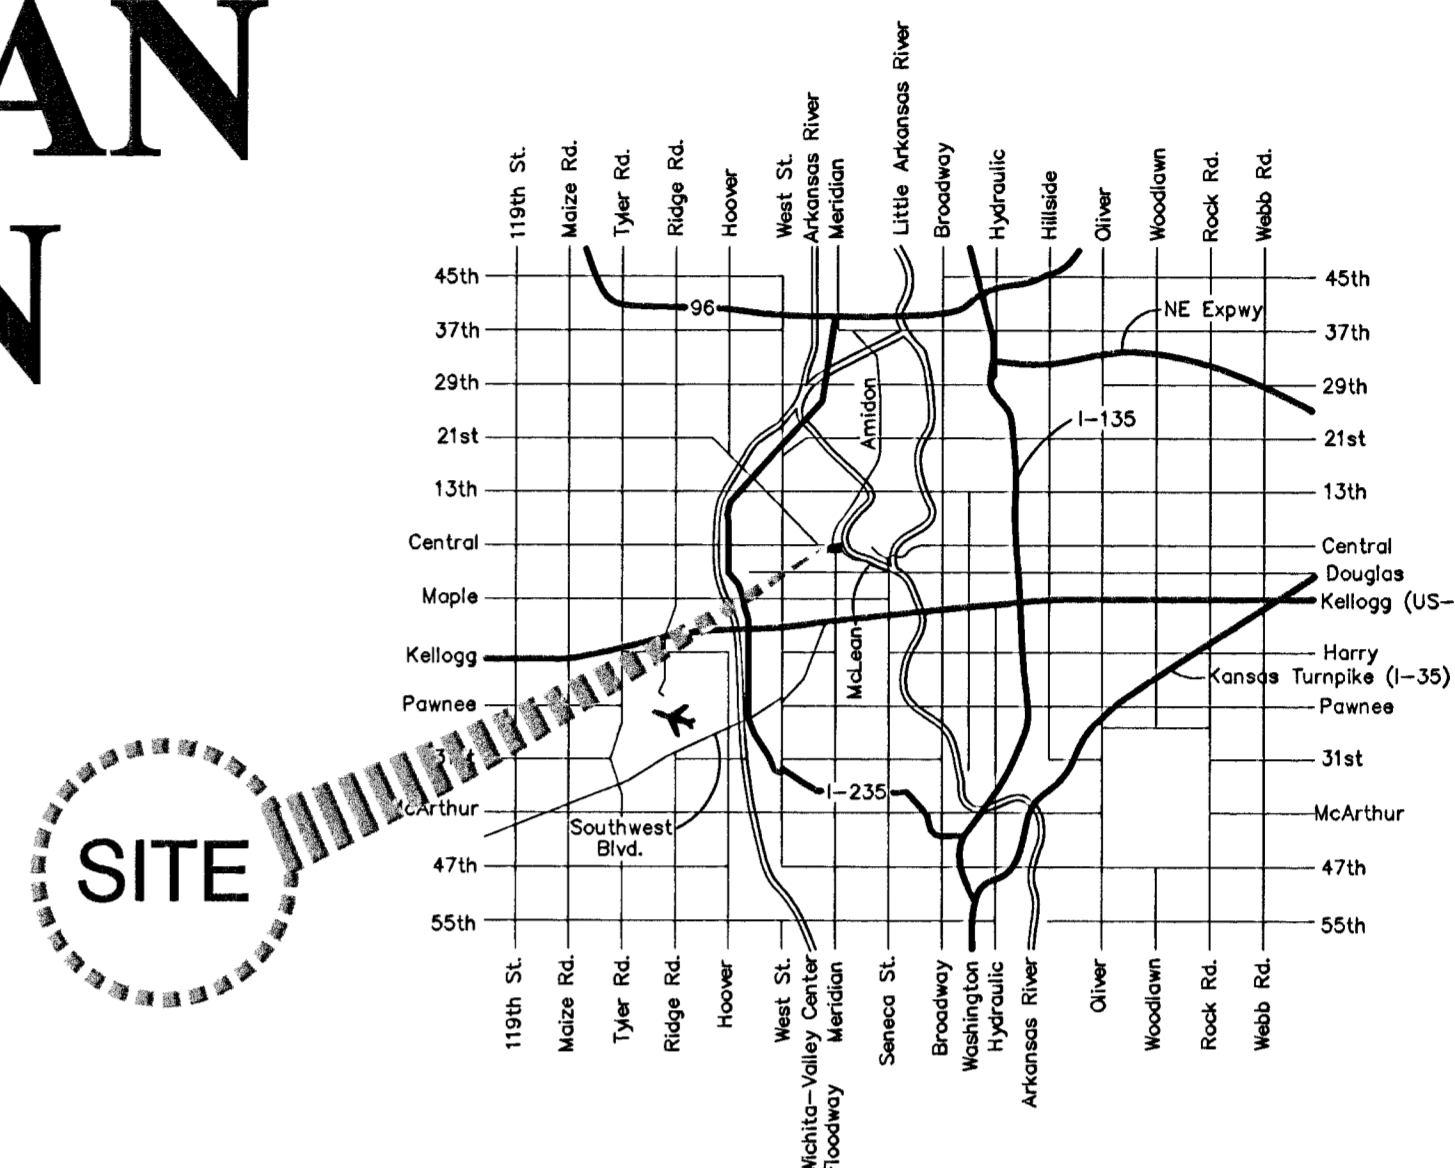 AN
N
119th St.
Maize Rd.
Tyler Rd.
Ridge Rd.
Hoover
West St.
Arkansas River
Meridian
Little Arkansas River
Broadway
Hydraulic
Hillside
Oliver
Woodlawn
Rock Rd.
Webb Rd.
45th
45th
96
NE Expwy
37th
37th
29th
29th
Amidon
I-135
21st
21st
13th
13th
Central
Central
Douglas
Maple
Kellogg (US-
Kellogg
McLean
Harry
Kansas Turnpike (I-35)
Pawnee
Pawnee
31st
I-235
McArthur
McArthur
Southwest
Blvd.
SITE
47th
47th
55th
55th
119th St.
Maize Rd.
Tyler Rd.
Ridge Rd.
Hoover
West St.
Wichita-Valley Center
Floodway
Meridian
Seneca St.
Broadway
Washington
Hydraulic
Arkansas River
Oliver
Woodlawn
Rock Rd.
Webb Rd.